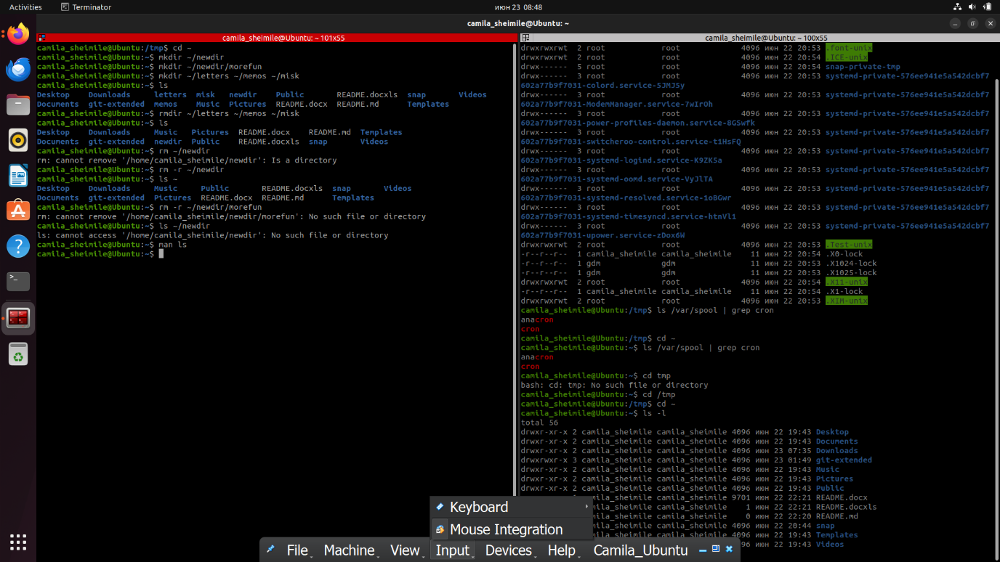 Activities
Terminator
июн 23 08:48
camila_sheimile@Ubuntu: ~
camila_sheimile@Ubuntu: ~ 101x55
camila_sheimile@Ubuntu:/tmp$ cd ~
camila_sheimile@Ubuntu:~$ mkdir ~/newdir
camila_sheimile@Ubuntu:~$ mkdir ~/newdir/morefun
camila_sheimile@Ubuntu:~$ mkdir ~/letters ~/memos ~/misk
camila_sheimile@Ubuntu:~$ ls
Desktop Downloads letters misk newdir Public README.docxls snap Videos
Documents git-extended memos Music Pictures README.docx README.md Templates
camila_sheimile@Ubuntu:~$ rmdir ~/letters ~/memos ~/misk
camila_sheimile@Ubuntu:~$ ls
Desktop Downloads Music Pictures README.docx README.md Templates
Documents git-extended newdir Public README.docxls snap Videos
camila_sheimile@Ubuntu:~$ rm ~/newdir
rm: cannot remove '/home/camila_sheimile/newdir': Is a directory
camila_sheimile@Ubuntu:~$ rm -r ~/newdir
camila_sheimile@Ubuntu:~$ ls ~
Desktop Downloads Music Public README.docxls snap Videos
Documents git-extended Pictures README.docx README.md Templates
camila_sheimile@Ubuntu:~$ rm -r ~/newdir/morefun
rm: cannot remove '/home/camila_sheimile/newdir/morefun': No such file or directory
camila_sheimile@Ubuntu:~$ ls ~/newdir
ls: cannot access '/home/camila_sheimile/newdir': No such file or directory
camila_sheimile@Ubuntu:~$ man ls
camila_sheimile@Ubuntu:~$
camila_sheimile@Ubuntu: ~ 100x55
drwxrwxrwt 2 root root 4096 июн 22 20:53 .font-unix
drwxrwxrwt 2 root root 4096 июн 22 20:54 .ICE-unix
drwx------ 5 root root 4096 июн 22 20:54 snap-private-tmp
drwx------ 3 root root 4096 июн 22 20:53 systemd-private-576ee941e5a542dcbf7
602a77b9f7031-colord.service-5JMJ5y
drwx------ 3 root root 4096 июн 22 20:53 systemd-private-576ee941e5a542dcbf7
602a77b9f7031-ModemManager.service-7wIrOh
drwx------ 3 root root 4096 июн 22 20:53 systemd-private-576ee941e5a542dcbf7
602a77b9f7031-power-profiles-daemon.service-8GSwfk
drwx------ 3 root root 4096 июн 22 20:53 systemd-private-576ee941e5a542dcbf7
602a77b9f7031-switcheroo-control.service-t1HsFQ
drwx------ 3 root root 4096 июн 22 20:53 systemd-private-576ee941e5a542dcbf7
602a77b9f7031-systemd-logind.service-K9ZK5a
drwx------ 3 root root 4096 июн 22 20:53 systemd-private-576ee941e5a542dcbf7
602a77b9f7031-systemd-oomd.service-VyJlTA
drwx------ 3 root root 4096 июн 22 20:53 systemd-private-576ee941e5a542dcbf7
602a77b9f7031-systemd-resolved.service-1oBGwr
drwx------ 3 root root 4096 июн 22 20:53 systemd-private-576ee941e5a542dcbf7
602a77b9f7031-systemd-timesyncd.service-htnVl1
drwx------ 3 root root 4096 июн 22 20:53 systemd-private-576ee941e5a542dcbf7
602a77b9f7031-upower.service-zDox6W
drwxrwxrwt 2 root root 4096 июн 22 20:53 .Test-unix
-r--r--r-- 1 camila_sheimile camila_sheimile 11 июн 22 20:54 .X0-lock
-r--r--r-- 1 gdm gdm 11 июн 22 20:53 .X1024-lock
-r--r--r-- 1 gdm gdm 11 июн 22 20:53 .X1025-lock
drwxrwxrwt 2 root root 4096 июн 22 20:54 .X11-unix
-r--r--r-- 1 camila_sheimile camila_sheimile 11 июн 22 20:54 .X1-lock
drwxrwxrwt 2 root root 4096 июн 22 20:53 .XIM-unix
camila_sheimile@Ubuntu:/tmp$ ls /var/spool | grep cron
anacron
cron
camila_sheimile@Ubuntu:/tmp$ cd ~
camila_sheimile@Ubuntu:~$ ls /var/spool | grep cron
anacron
cron
camila_sheimile@Ubuntu:~$ cd tmp
bash: cd: tmp: No such file or directory
camila_sheimile@Ubuntu:~$ cd /tmp
camila_sheimile@Ubuntu:/tmp$ cd ~
camila_sheimile@Ubuntu:~$ ls -l
total 56
drwxr-xr-x 2 camila_sheimile camila_sheimile 4096 июн 22 19:43 Desktop
drwxr-xr-x 2 camila_sheimile camila_sheimile 4096 июн 22 19:43 Documents
drwxr-xr-x 2 camila_sheimile camila_sheimile 4096 июн 23 07:35 Downloads
drwxrwxr-x 3 camila_sheimile camila_sheimile 4096 июн 23 01:49 git-extended
drwxr-xr-x 2 camila_sheimile camila_sheimile 4096 июн 22 19:43 Music
drwxr-xr-x 2 camila_sheimile camila_sheimile 4096 июн 22 19:43 Pictures
drwxr-xr-x 2 camila_sheimile camila_sheimile 4096 июн 22 19:43 Public
camila_sheimile 9701 июн 22 22:21 README.docx
camila_sheimile 1 июн 22 22:21 README.docxls
camila_sheimile 0 июн 22 22:20 README.md
camila_sheimile 4096 июн 22 20:44 snap
4096 июн 22 19:43 Templates
4096 июн 22 19:43 Videos
Keyboard
Mouse Integration
File Machine View Input Devices Help Camila_Ubuntu